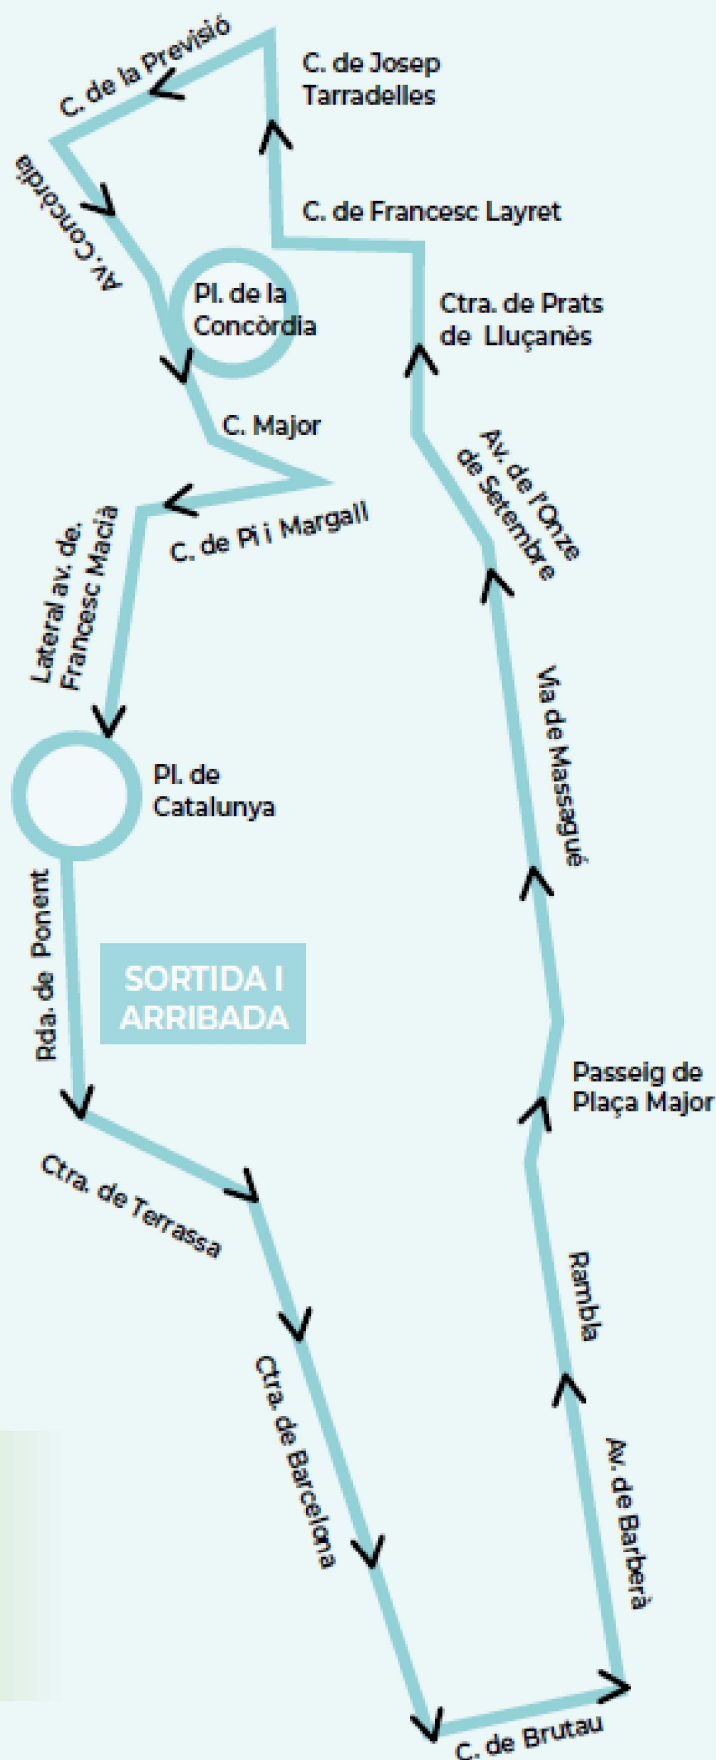 C. de la Previsió
C. de Josep
Tarradelles
Av. Concòrdia
C. de Francesc Layret
Pl. de la
Concòrdia
Ctra. de Prats
de Lluçanès
C. Major
Av. de l'Onze
de Setembre
C. de Pi i Margall
Lateral av. de.
Francesc Macià
Via de Massagué
Pl. de
Catalunya
Rda. de Ponent
SORTIDA I
ARRIBADA
Passeig de
Plaça Major
Ctra. de Terrassa
Rambla
Ctra. de Barcelona
Av. de Barberà
C. de Brutau